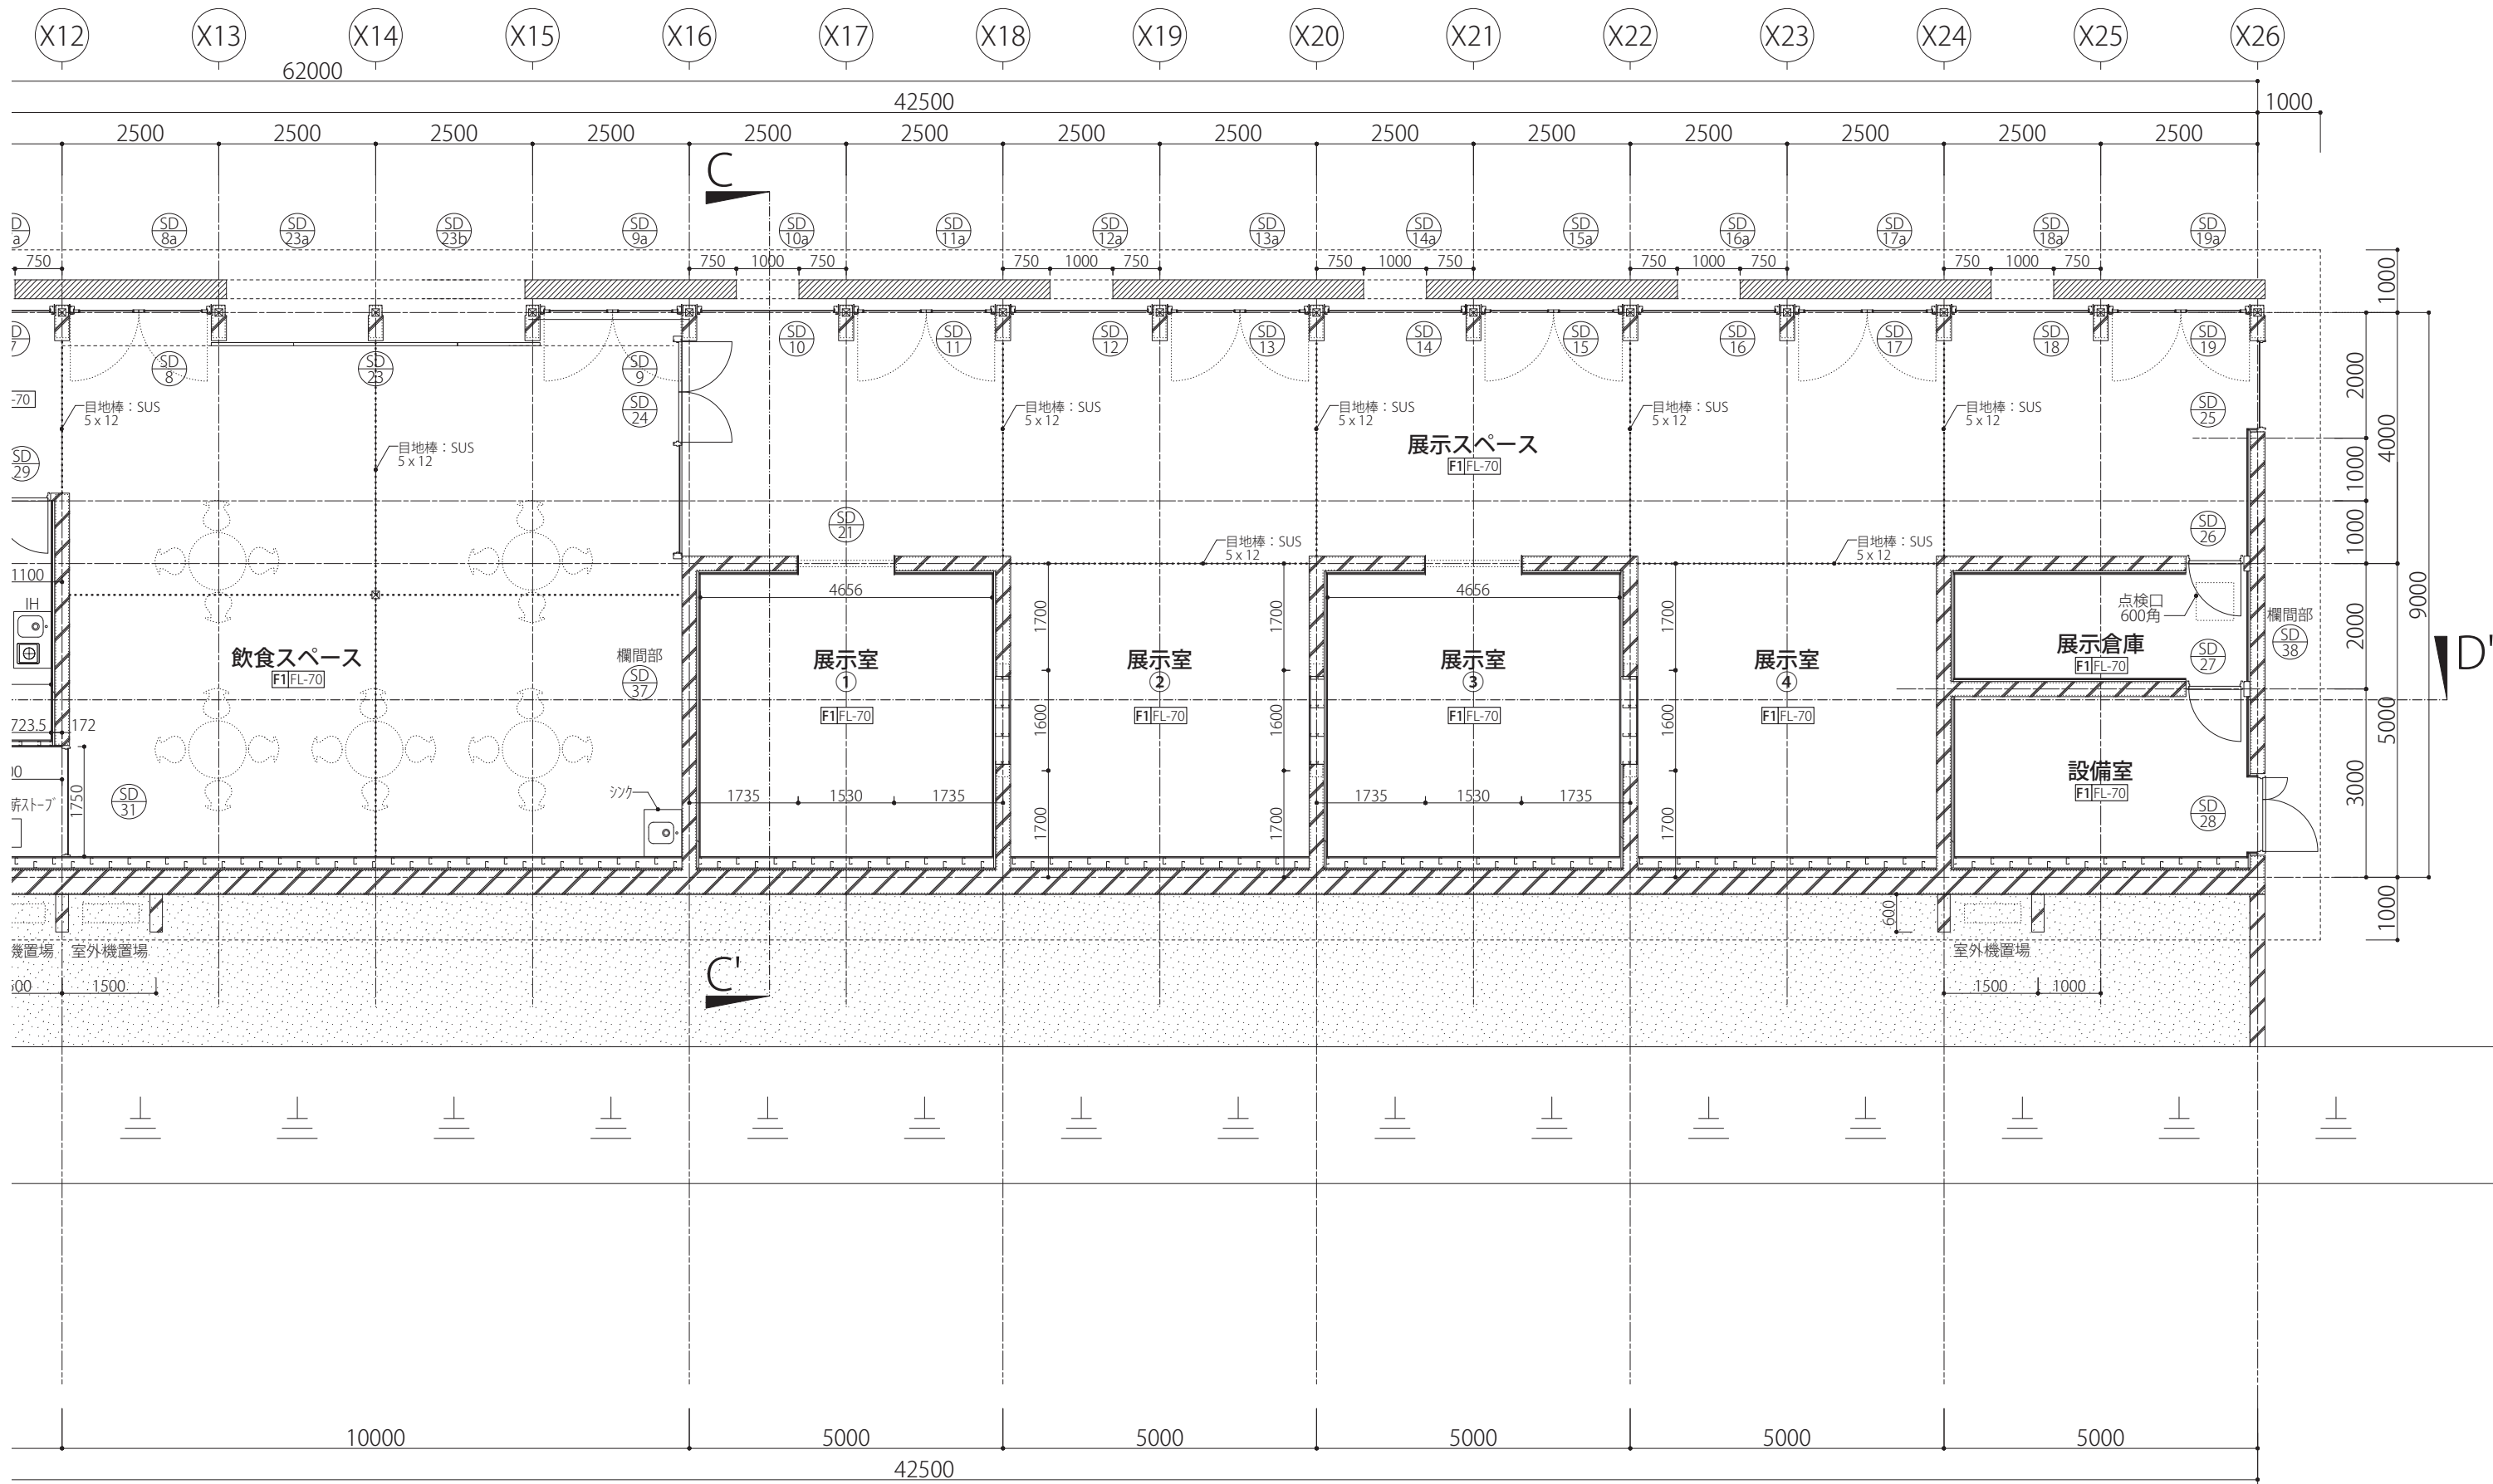 X12 X13 X14 X15 X16 X17 X18 X19 X20 X21 X22 X23 X24 X25 X26
62000
42500 1000
2500 2500 2500 2500 2500 2500 2500 2500 2500 2500 2500 2500 2500 2500
C
SD 8a
SD 23a
SD 23b
SD 9a
SD 10a
SD 11a
SD 12a
SD 13a
SD 14a
SD 15a
SD 16a
SD 17a
SD 18a
SD 19a
750 750 1000 750 750 1000 750 750 1000 750 750 1000 750 750 1000 750
1000
SD 8
SD 23
SD 9
SD 10
SD 11
SD 12
SD 13
SD 14
SD 15
SD 16
SD 17
SD 18
SD 19
-70
SD 24
SD 25
2000
4000
目地棒：SUS
5 x 12
目地棒：SUS
5 x 12
目地棒：SUS
5 x 12
目地棒：SUS
5 x 12
目地棒：SUS
5 x 12
目地棒：SUS
5 x 12
展示スペース
F1 FL-70
SD 29
1000
SD 21
SD 26
1000
目地棒：SUS
5 x 12
目地棒：SUS
5 x 12
1100
IH
4656
4656
9000
1700
1700
1700
点検口
600角
欄間部
SD 38
2000
飲食スペース
F1 FL-70
欄間部
SD 37
展示室
1
F1 FL-70
展示室
2
F1 FL-70
展示室
3
F1 FL-70
展示室
4
F1 FL-70
展示倉庫
F1 FL-70
SD 27
D'
723.5 172
1600
1600
1600
5000
設備室
F1 FL-70
3000
SD 28
1750
SD 31
薪ストーブ
シンク
1735 1530 1735
1735 1530 1735
1700
1700
1700
600
1000
機置場 室外機置場
室外機置場
C'
1500
1500 1000
10000 5000 5000 5000 5000 5000
42500